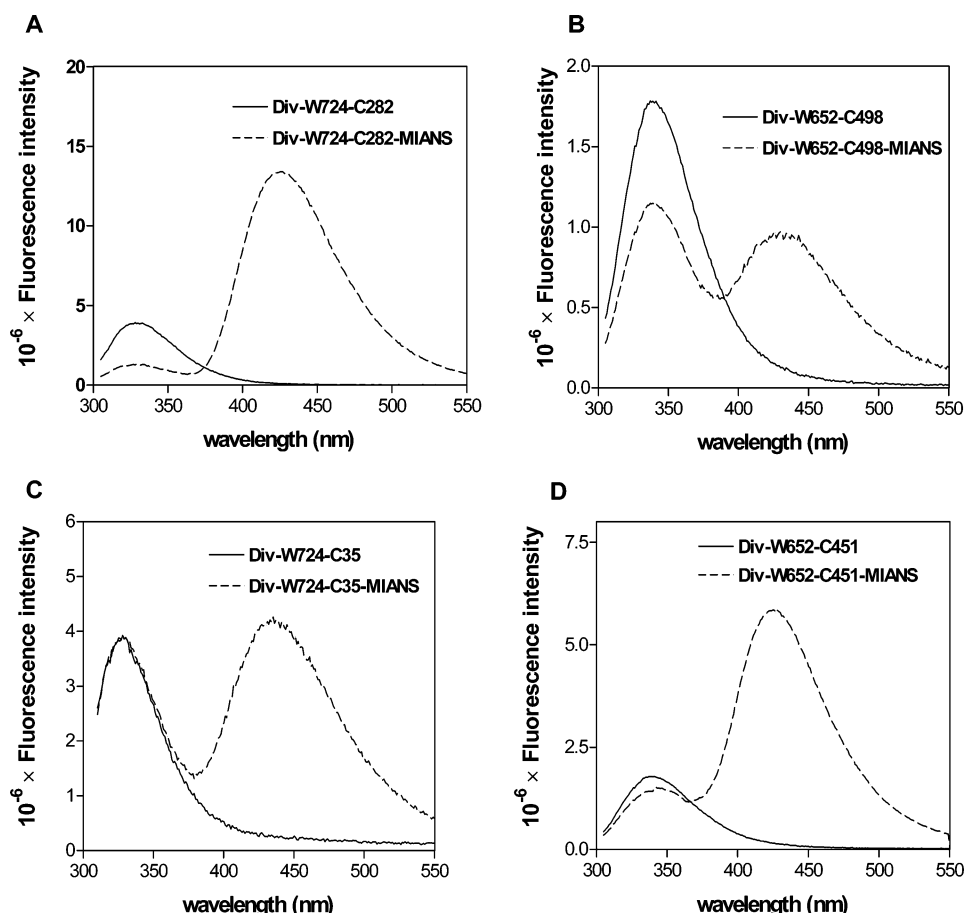 A
20
15
10
5
0
300
350
400
450
500
550
10-6 × Fluorescence intensity
wavelength (nm)
Div-W724-C282
Div-W724-C282-MIANS
B
2.0
1.5
1.0
0.5
0.0
300
350
400
450
500
550
10-6 × Fluorescence intensity
wavelength (nm)
Div-W652-C498
Div-W652-C498-MIANS
C
6
5
4
3
2
1
0
300
350
400
450
500
550
10-6 × Fluorescence intensity
wavelength (nm)
Div-W724-C35
Div-W724-C35-MIANS
D
7.5
5.0
2.5
0.0
300
350
400
450
500
550
10-6 × Fluorescence intensity
wavelength (nm)
Div-W652-C451
Div-W652-C451-MIANS